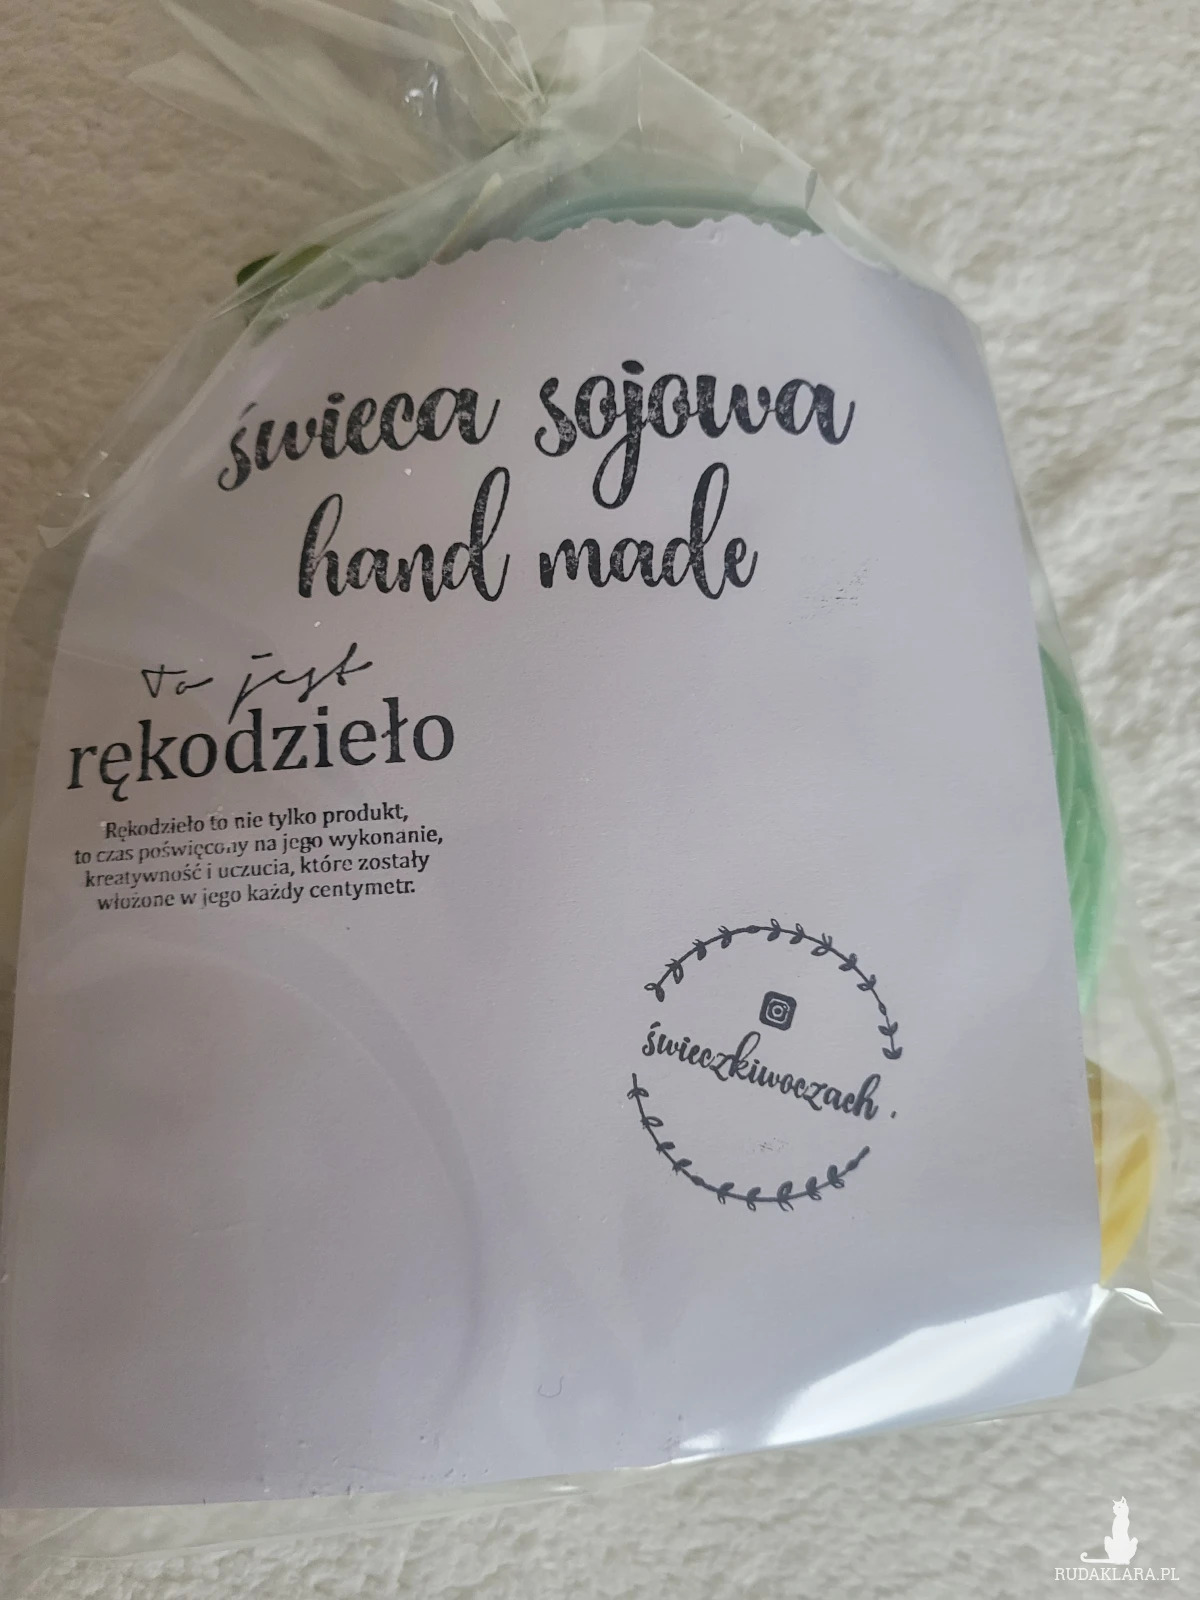 świeca sojowa
hand made
to jest
rękodzieło
Rękodzieło to nie tylko produkt,
to czas poświęcony na jego wykonanie,
kreatywność i uczucia, które zostały
włożone w jego każdy centymetr.
świeczkiwoczach .
RUDAKLARA.PL